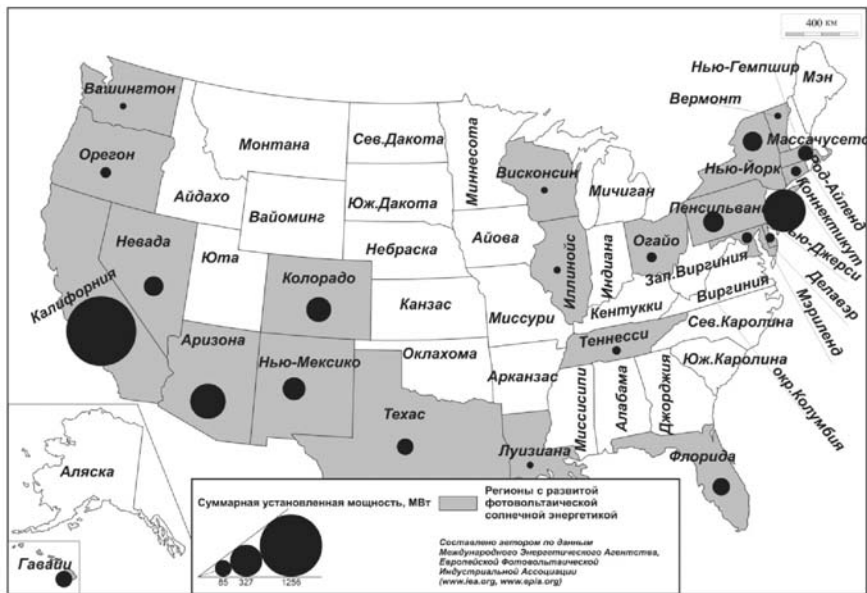 400 км
Нью-Гемпшир
Мэн
Вашингтон
Вермонт
Монтана
Сев.Дакота
Миннесота
Массачусетс
Орегон
Висконсин
Мичиган
Нью-Йорк
Род-Айленд
Коннектикут
Айдахо
Юж.Дакота
Вайоминг
Пенсильвания
Нью-Джерси
Невада
Небраска
Айова
Огайо
Юта
Колорадо
Иллинойс
Индиана
Зап.Виргиния
Делавэр
Калифорния
Канзас
Миссури
Кентукки
Виргиния
Мэриленд
Аризона
Сев.Каролина
Нью-Мексико
Оклахома
Теннесси
Юж.Каролина
Арканзас
окр.Колумбия
Миссисипи
Алабама
Джорджия
Техас
Луизиана
Флорида
Аляска
Гавайи
Суммарная установленная мощность, МВт
85 327 1256
Регионы с развитой
фотовольтаической
солнечной энергетикой
Составлено автором по данным
Международного Энергетического Агентства,
Европейской Фотовольтаической
Индустриальной Ассоциации
(www.iea.org, www.epia.org)